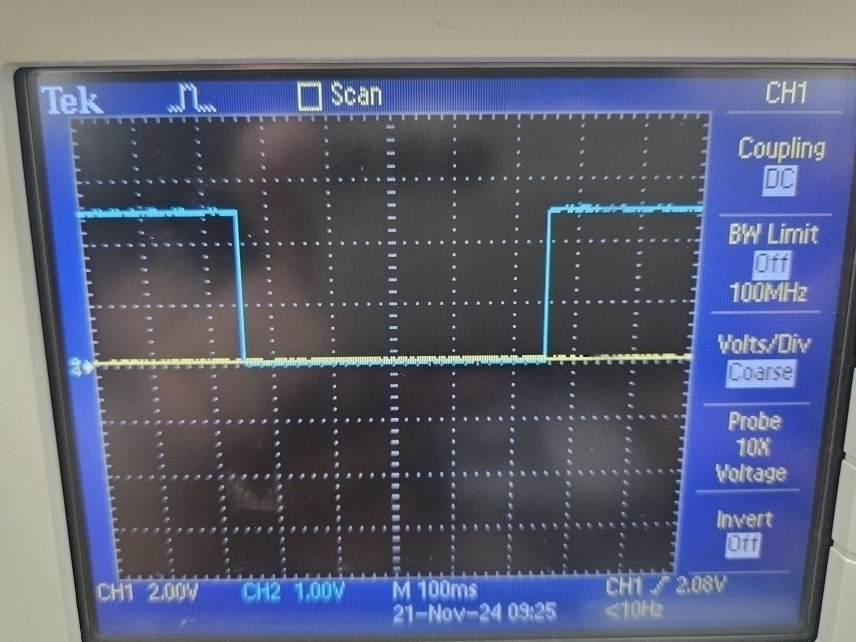 Tek Scan CH1
Coupling
DC
BW Limit
Off
100MHz
Volts/Div
Coarse
Probe
10X
Voltage
Invert
Off
CH1 2.00V CH2 1.00V M 100ms CH1 2.08V
21-Nov-24 09:25 <10Hz